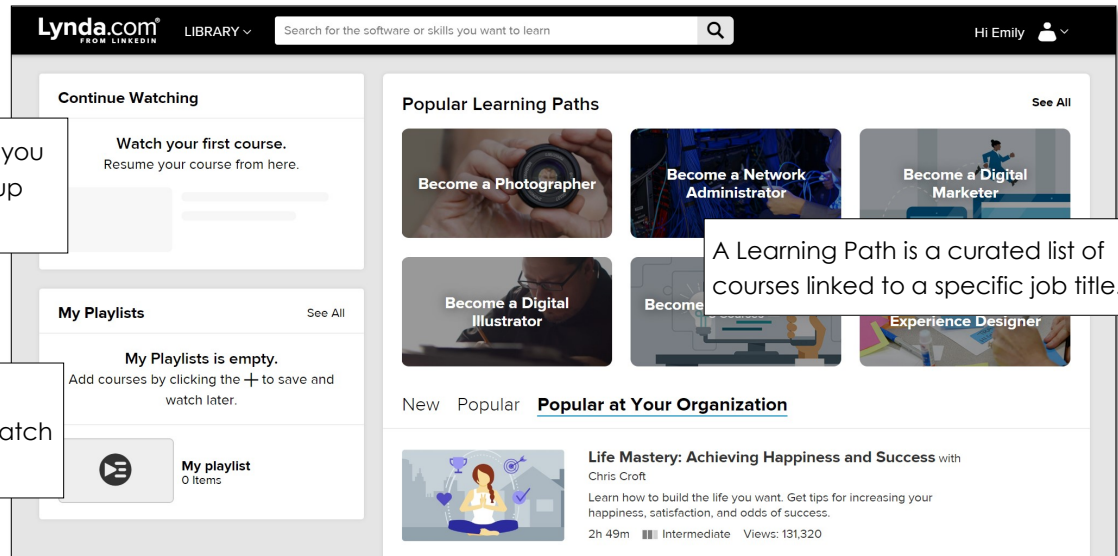 Lynda.com®
FROM LINKEDIN
LIBRARY
Search for the software or skills you want to learn
Hi Emily
Continue Watching
Watch your first course.
Resume your course from here.
you
up
My Playlists
See All
My Playlists is empty.
Add courses by clicking the + to save and
watch later.
atch
My playlist
0 Items
Popular Learning Paths
See All
Become a Photographer
Become a Network
Administrator
Become a Digital
Marketer
A Learning Path is a curated list of
courses linked to a specific job title.
Become a Digital
Illustrator
Become
Experience Designer
New Popular Popular at Your Organization
Life Mastery: Achieving Happiness and Success with
Chris Croft
Learn how to build the life you want. Get tips for increasing your
happiness, satisfaction, and odds of success.
2h 49m Intermediate Views: 131,320